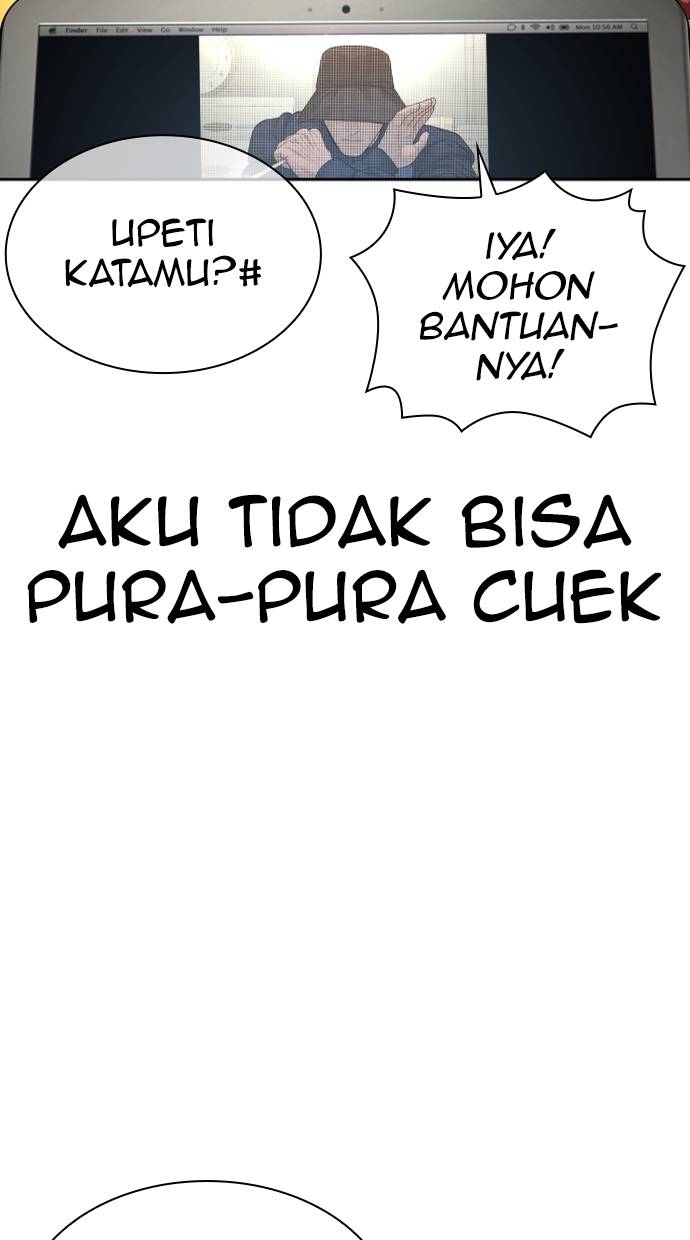 Finder File Edit View Go Window Help
Mon 10:50 AM
UPETI
KATAMU?#
IYA!
MOHON
BANTUAN-
NYA!
AKU TIDAK BISA
PURA-PURA CUEK